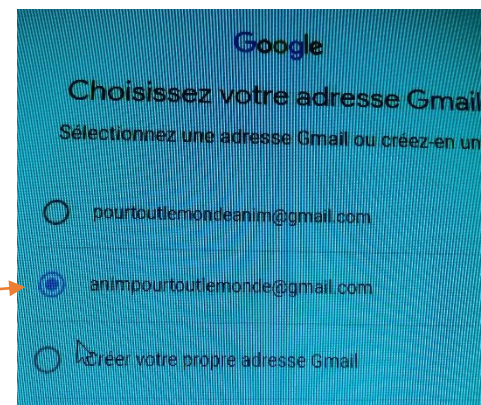 Google
Choisissez votre adresse Gmail
Sélectionnez une adresse Gmail ou créez-en un
pourtoutlemondeanim@gmail.com
animpourtoutlemonde@gmail.com
Créer votre propre adresse Gmail